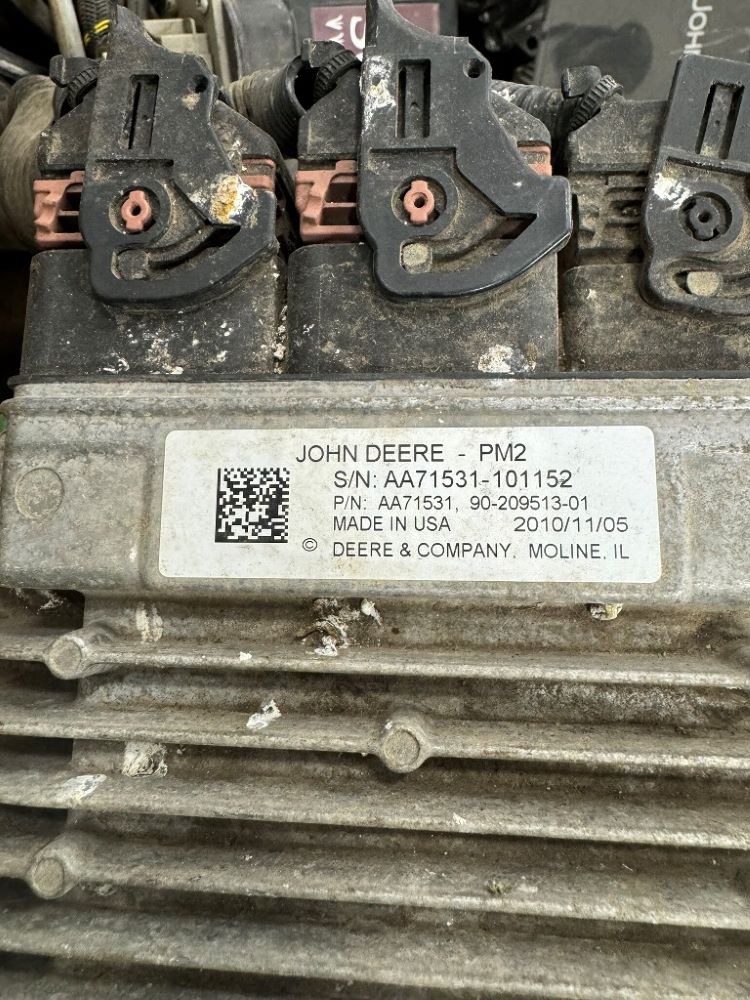 JOHN DEERE - PM2
S/N: AA71531-101152
P/N: AA71531, 90-209513-01
MADE IN USA 2010/11/05
© DEERE & COMPANY, MOLINE, IL